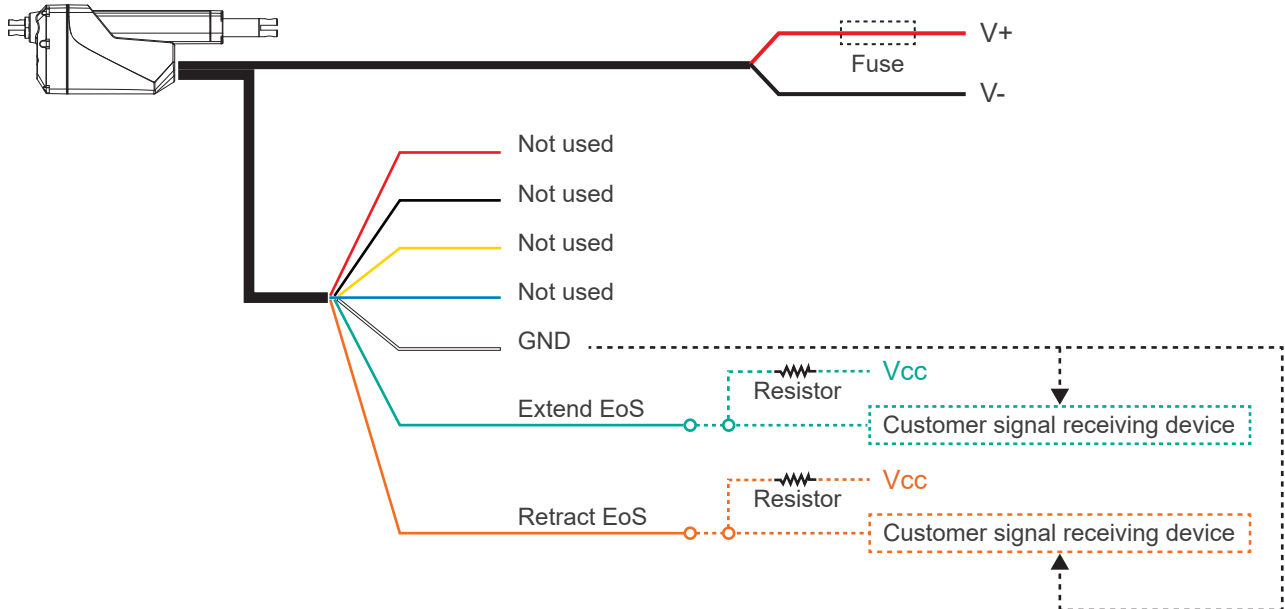 V+
Fuse
V-
Not used
Not used
Not used
Not used
GND
Vcc
Resistor
Extend EoS
Customer signal receiving device
Vcc
Resistor
Retract EoS
Customer signal receiving device